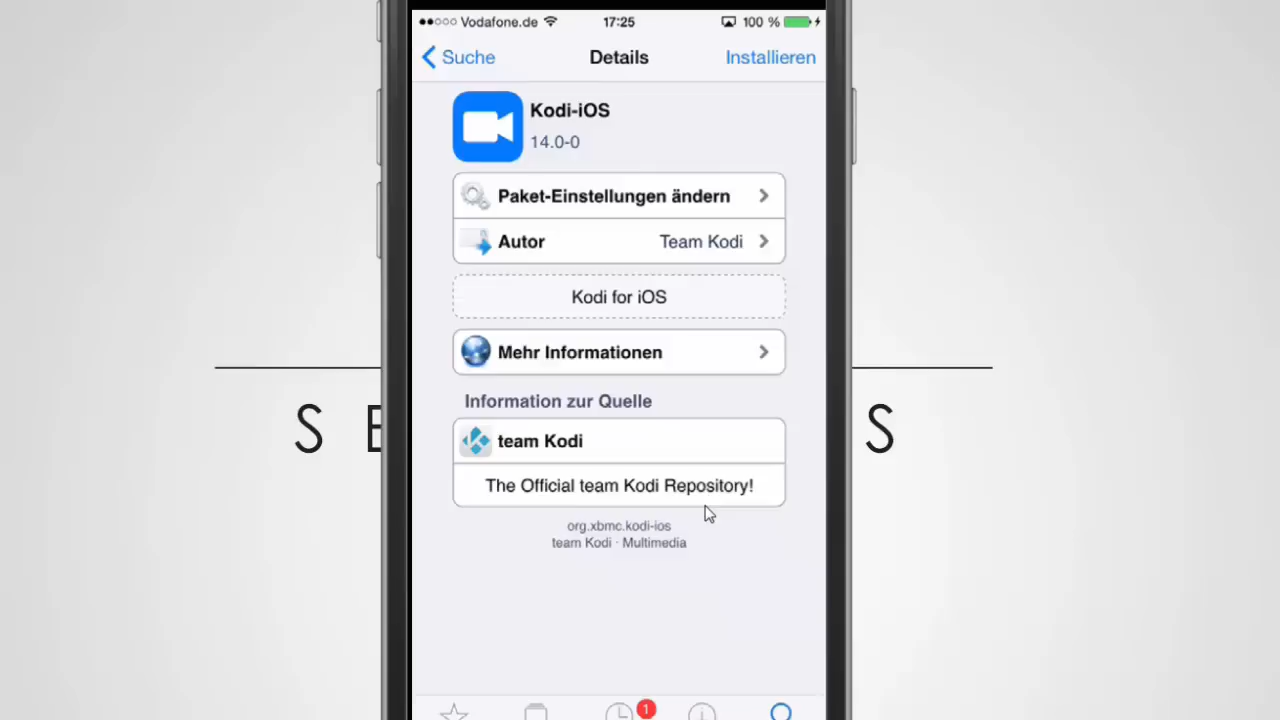 Vodafone.de 17:25 100 %
Suche Details Installieren
Kodi-iOS
14.0-0
Paket-Einstellungen ändern
Autor Team Kodi
Kodi for iOS
Mehr Informationen
Information zur Quelle
S E S
team Kodi
The Official team Kodi Repository!
org.xbmc.kodi-ios
team Kodi · Multimedia
1